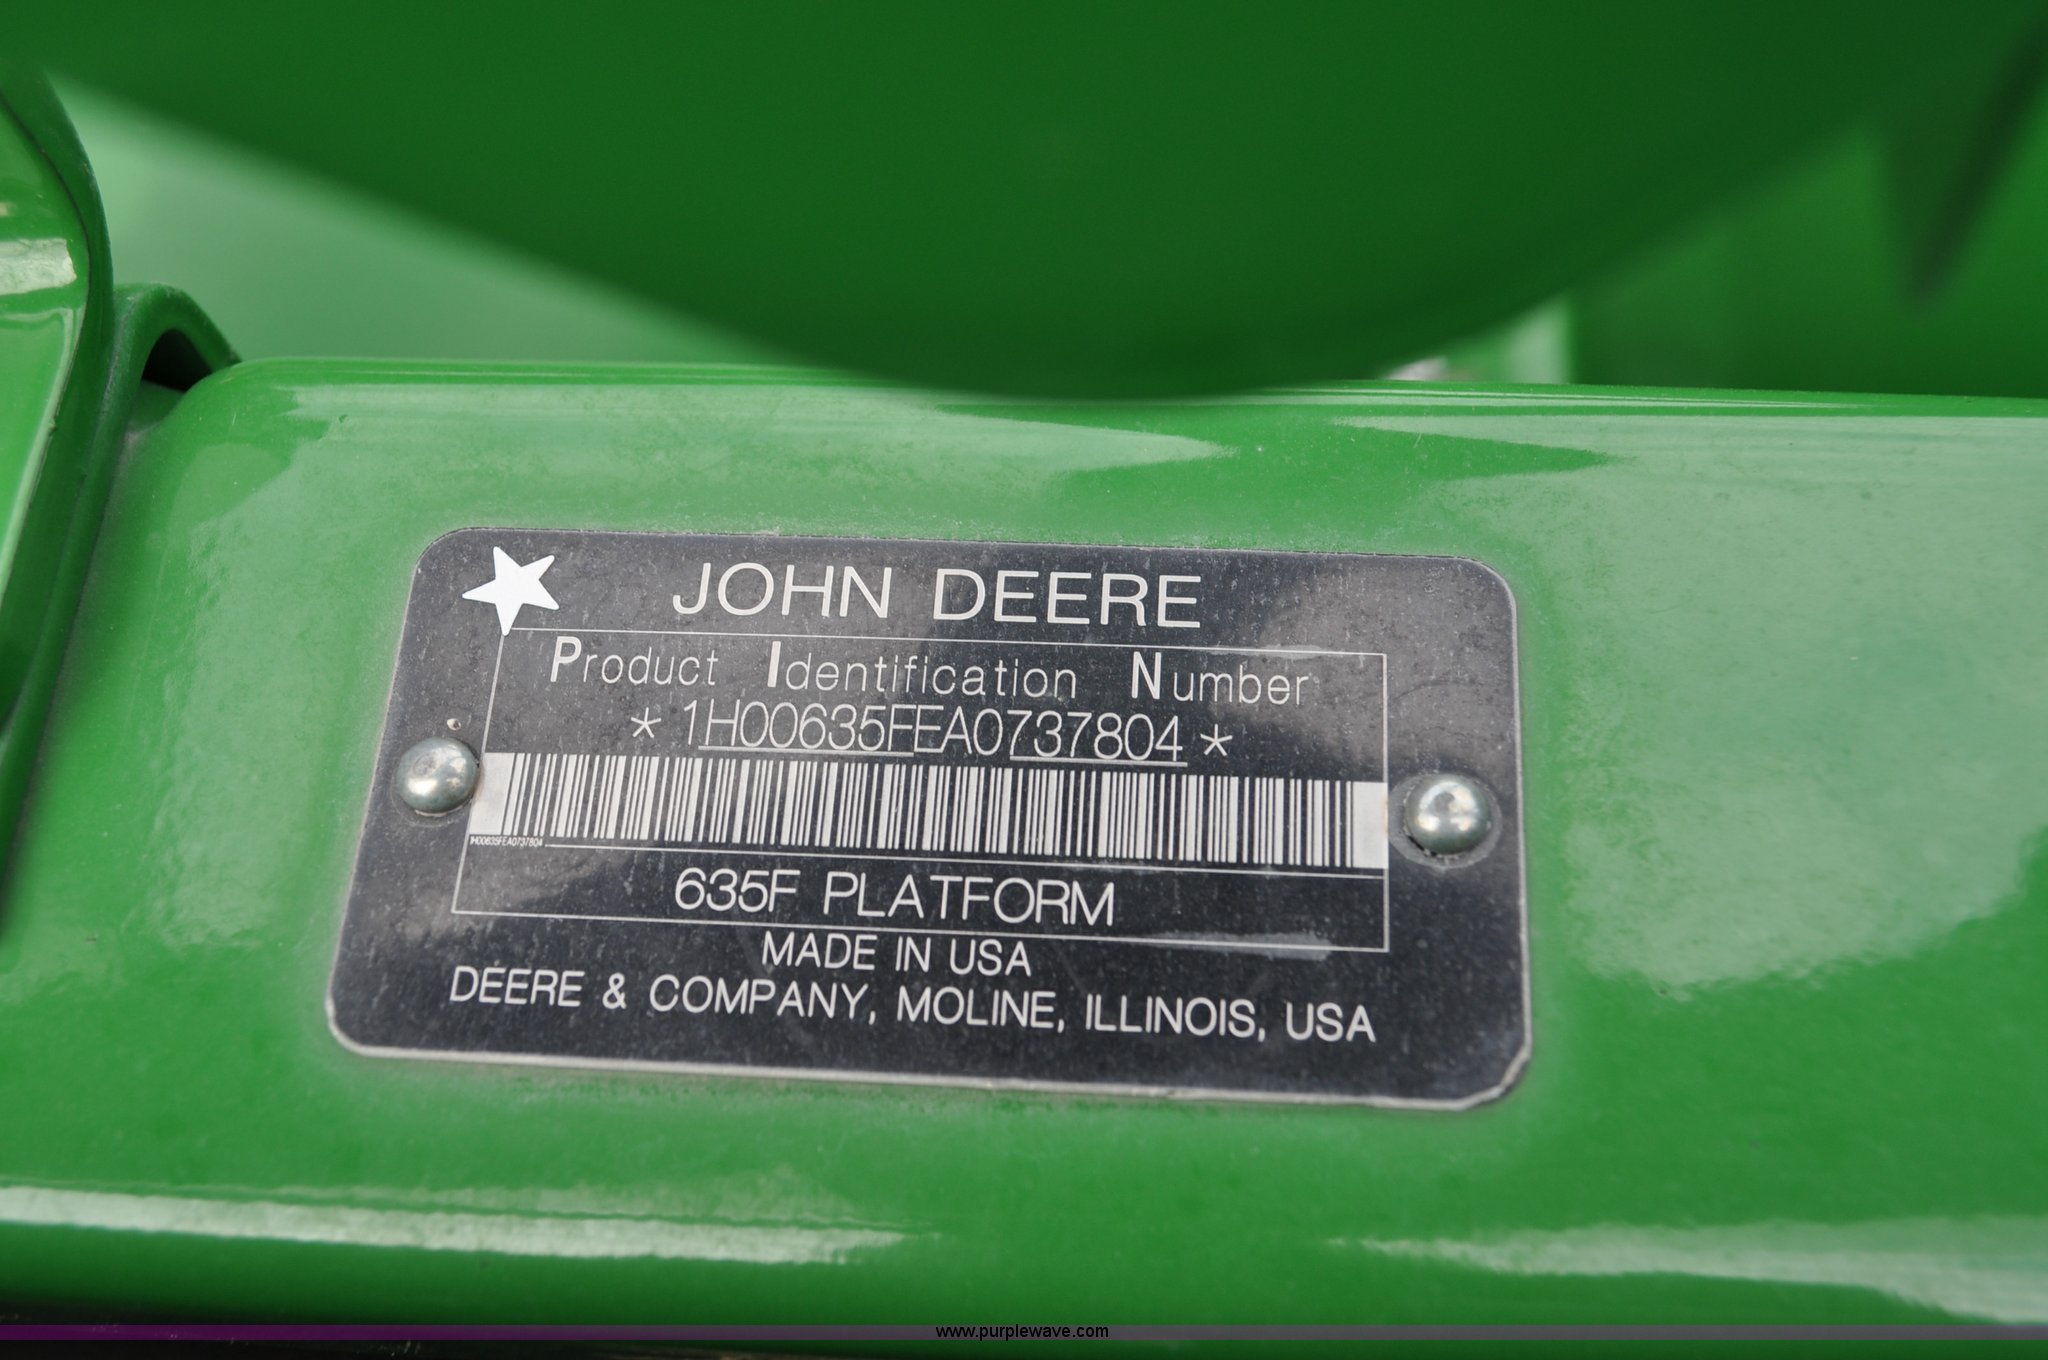 JOHN DEERE
Product Identification Number
* 1H00635FEA0737804 *
1H00635FEA0737804
635F PLATFORM
MADE IN USA
DEERE & COMPANY, MOLINE, ILLINOIS, USA
www.purplewave.com